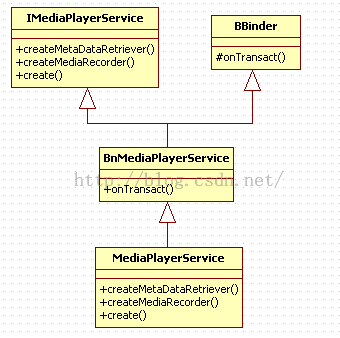 IMediaPlayerService
+createMetaDataRetriever()
+createMediaRecorder()
+create()
BBinder
#onTransact()
BnMediaPlayerService
+onTransact()
http://blog.csdn.net/
MediaPlayerService
+createMetaDataRetriever()
+createMediaRecorder()
+create()